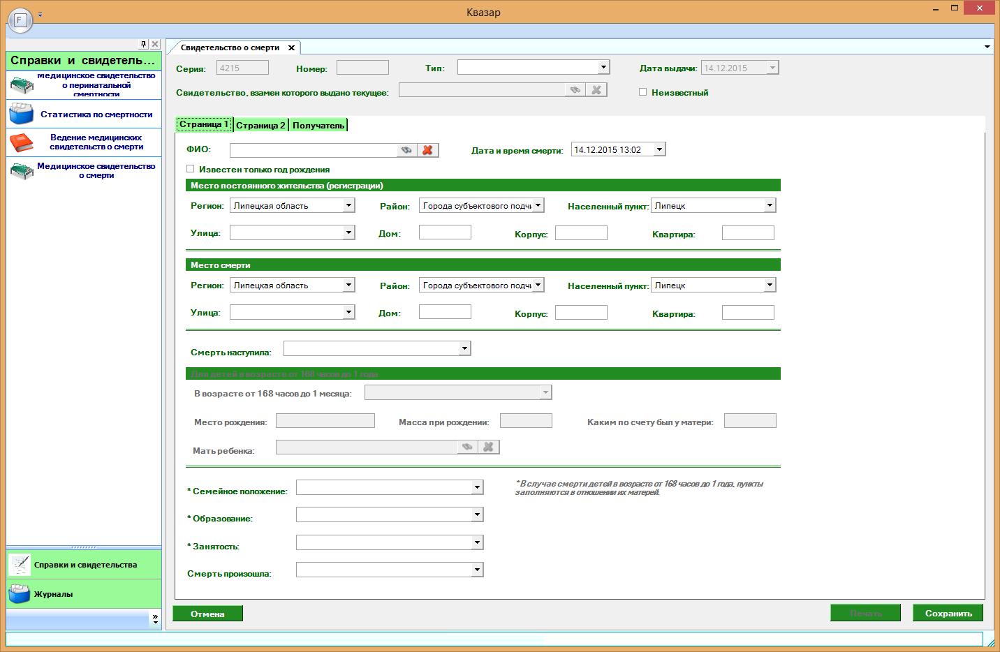 Квазар
F
Справки и свидетель...
Медицинское свидетельство
о перинатальной
смертности
Статистика по смертности
Ведение медицинских
свидетельств о смерти
Медицинское свидетельство
о смерти
Справки и свидетельства
Журналы
Свидетельство о смерти
Серия: 4215 Номер: Тип: Дата выдачи: 14.12.2015
Свидетельство, взамен которого выдано текущее: Неизвестный
Страница 1 Страница 2 Получатель
ФИО: Дата и время смерти: 14.12.2015 13:02
Известен только год рождения
Место постоянного жительства (регистрации)
Регион: Липецкая область Район: Города субъектового подчи Населенный пункт: Липецк
Улица: Дом: Корпус: Квартира:
Место смерти
Регион: Липецкая область Район: Города субъектового подчи Населенный пункт: Липецк
Улица: Дом: Корпус: Квартира:
Смерть наступила:
Для детей в возрасте от 168 часов до 1 года
В возрасте от 168 часов до 1 месяца:
Место рождения: Масса при рождении: Каким по счету был у матери:
Мать ребенка:
* Семейное положение:
* В случае смерти детей в возрасте от 168 часов до 1 года, пункты
заполняются в отношении их матерей.
* Образование:
* Занятость:
Смерть произошла:
Отмена Печать Сохранить